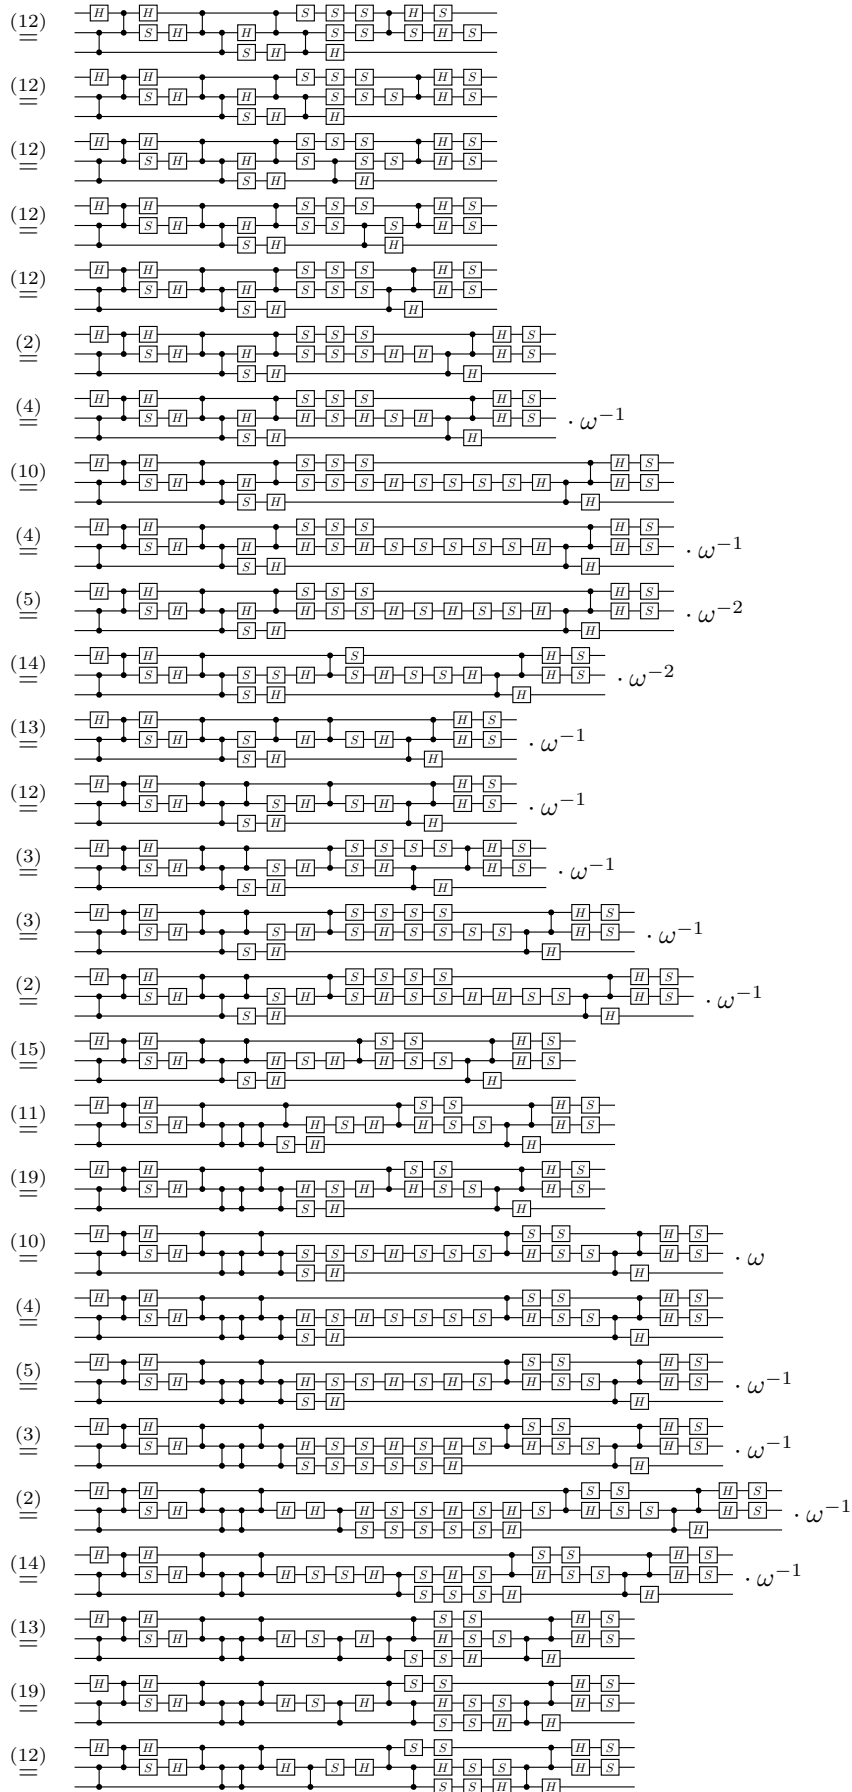 (12) H H S S S H S
= S H H S S S H S
S H H
(12) H H S S S H S
= S H H S S S H S
S H H
(12) H H S S S H S
= S H H S S S H S
S H H
(12) H H S S S H S
= S H H S S S H S
S H H
(12) H H S S S H S
= S H H S S S H S
S H H
(2) H H S S S H S
= S H H S S S H H H S
S H H
(4) H H S S S H S
= S H H H S H S H H S · ω−1
S H H
(10) H H S S S H S
= S H H S S S H S S S S H H S
S H H
(4) H H S S S H S
= S H H H S H S S S S S H H S · ω−1
S H H
(5) H H S S S H S
= S H H H S S H S H S S H H S · ω−2
S H H
(14) H H S H S
= S H S S H S H S S H H S · ω−2
S H H
(13) H H H S
= S H S H S H H S · ω−1
S H H
(12) H H H S
= S H S H S H H S · ω−1
S H H
(3) H H S S S S H S
= S H S H S H H S · ω−1
S H H
(3) H H S S S S H S
= S H S H S H S S S S H S · ω−1
S H H
(2) H H S S S S H S
= S H S H S H S S H H S S H S · ω−1
S H H
(15) H H S S H S
= S H H S H H S S H S
S H H
(11) H H S S H S
= S H H S H H S S H S
S H H
(19) H H S S H S
= S H H S H H S S H S
S H H
(10) H H S S H S
= S H S S S H S S S H S S H S · ω
S H H
(4) H H S S H S
= S H H S H S S S S H S S H S
S H H
(5) H H S S H S
= S H H S S H S H S H S S H S · ω−1
S H H
(3) H H S S H S
= S H H S S H S H S H S S H S · ω−1
S S S S S H H
(2) H H S S H S
= S H H H H S S H S H S H S S H S · ω−1
S S S S S H H
(14) H H S S H S
= S H H S S H S H S H S S H S · ω−1
S S S H H
(13) H H S S H S
= S H H S H H S S H S
S S H H
(19) H H S S H S
= S H H S H H S S H S
S S H H
(12) H H S S H S
= S H H S H H S S H S
S S H H